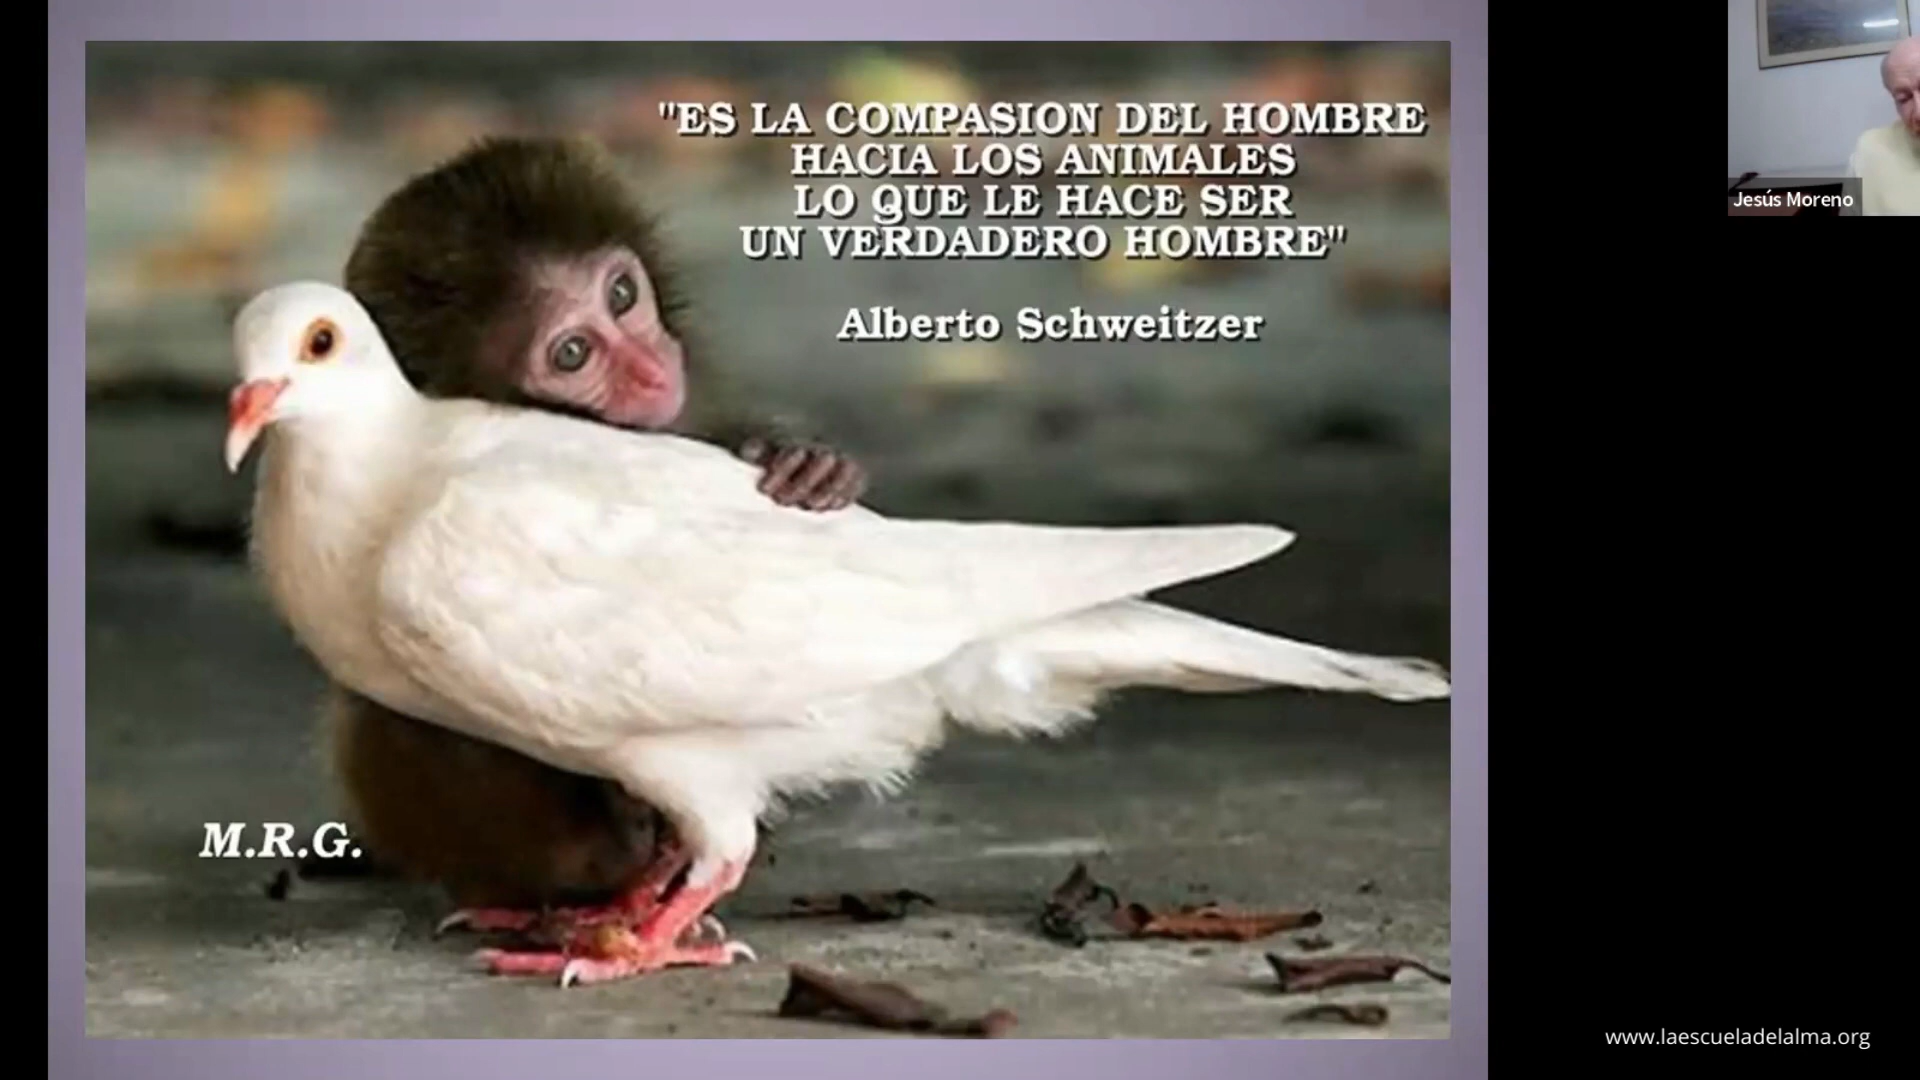 "ES LA COMPASION DEL HOMBRE
HACIA LOS ANIMALES
LO QUE LE HACE SER
UN VERDADERO HOMBRE"
Alberto Schweitzer
M.R.G.
Jesús Moreno
www.laescueladelalma.org